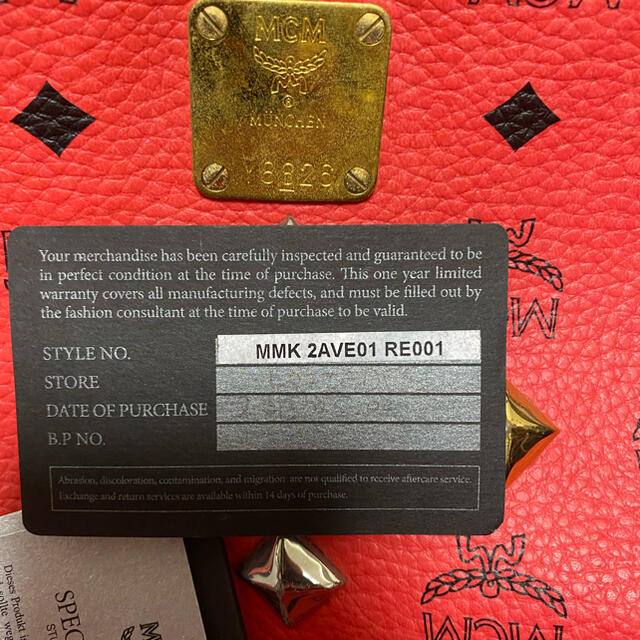 MCM
®
MÜNCHEN
Y8826
Your merchandise has been carefully inspected and guaranteed to be
in perfect condition at the time of purchase. This one year limited
warranty covers all manufacturing defects, and must be filled out by
the fashion consultant at the time of purchase to be valid.
STYLE NO. MMK 2AVE01 RE001
STORE
DATE OF PURCHASE
B.P NO.
Abrasion, discoloration, contamination, and migration are not qualified to receive aftercare service.
Exchange and return services are available within 14 days of purchase.
MCM
MCM
Dieses Produkt